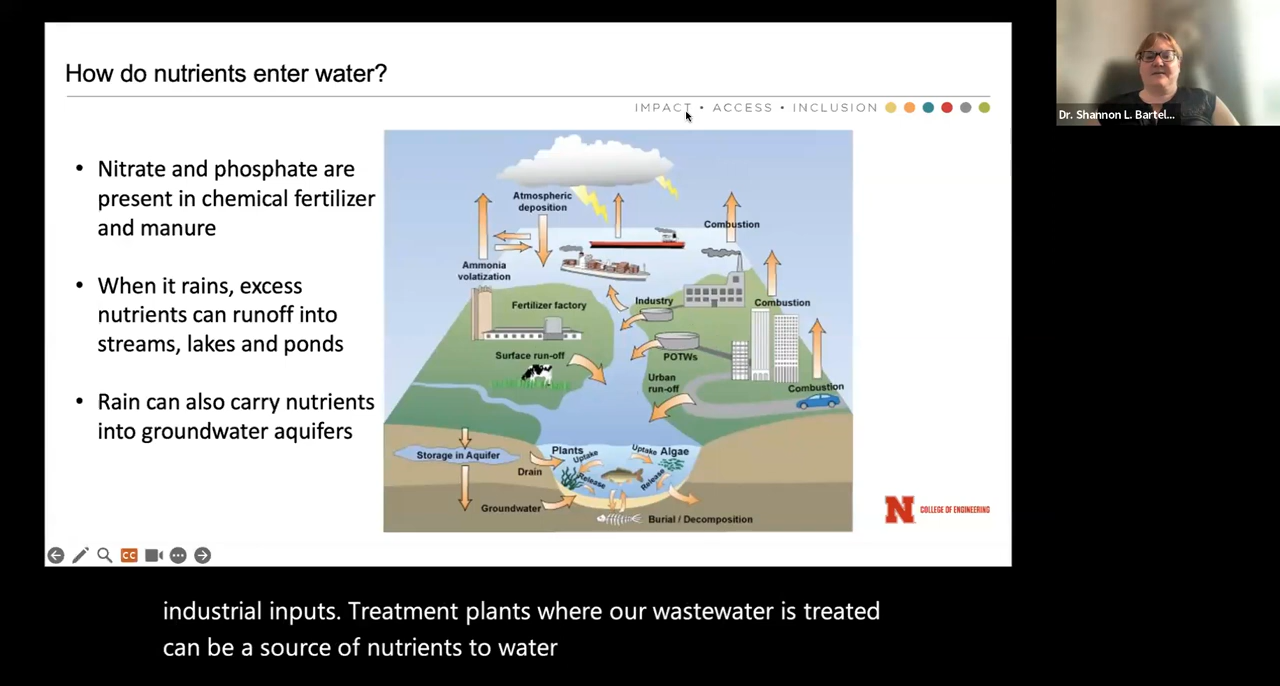 How do nutrients enter water?
IMPACT • ACCESS • INCLUSION
Dr. Shannon L. Bartel...
• Nitrate and phosphate are
present in chemical fertilizer
and manure
• When it rains, excess
nutrients can runoff into
streams, lakes and ponds
• Rain can also carry nutrients
into groundwater aquifers
Atmospheric
deposition
Combustion
Ammonia
volatization
Fertilizer factory
Industry
Combustion
Surface run-off
POTWs
Urban
run-off
Combustion
Storage in Aquifer
Drain
Plants
Uptake
Release
Uptake
Algae
Release
Groundwater
Burial / Decomposition
N COLLEGE OF ENGINEERING
CC
industrial inputs. Treatment plants where our wastewater is treated
can be a source of nutrients to water